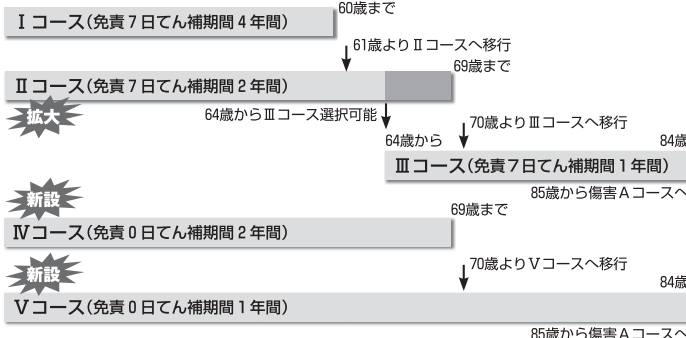 Ⅰコース(免責7日てん補期間4年間)
60歳まで
61歳よりⅡコースへ移行
69歳まで
Ⅱコース(免責7日てん補期間2年間)
拡大
64歳からⅢコース選択可能
70歳よりⅢコースへ移行
64歳から
84歳
Ⅲコース(免責7日てん補期間1年間)
85歳から傷害Aコースへ
新設
69歳まで
Ⅳコース(免責0日てん補期間2年間)
新設
70歳よりⅤコースへ移行
84歳
Ⅴコース(免責0日てん補期間1年間)
85歳から傷害Aコースへ